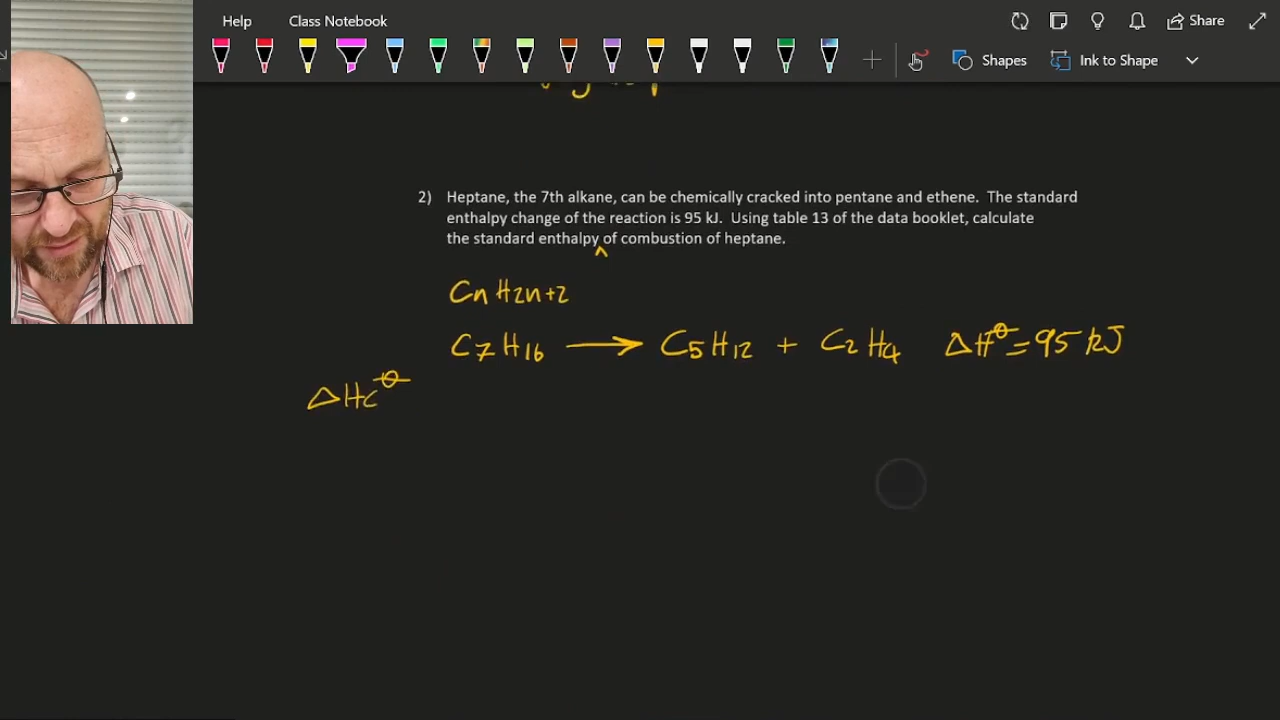 Help Class Notebook Share
Shapes Ink to Shape
2) Heptane, the 7th alkane, can be chemically cracked into pentane and ethene. The standard
enthalpy change of the reaction is 95 kJ. Using table 13 of the data booklet, calculate
the standard enthalpy of combustion of heptane.
^
CnH2n+2
C7H16 → C5H12 + C2H4 ΔH⦵=95 kJ
ΔHc⦵